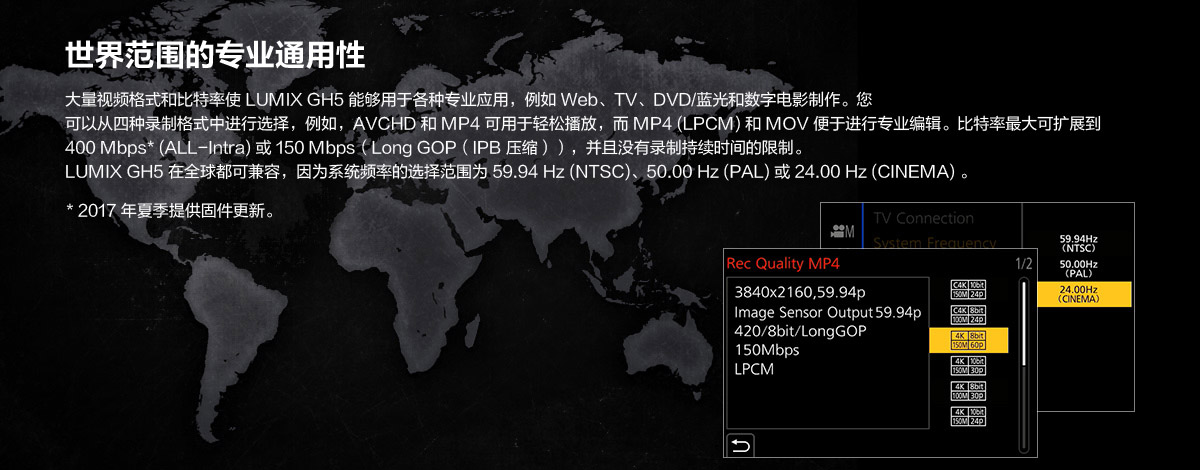 世界范围的专业通用性
大量视频格式和比特率使 LUMIX GH5 能够用于各种专业应用，例如 Web、TV、DVD/蓝光和数字电影制作。您
可以从四种录制格式中进行选择，例如，AVCHD 和 MP4 可用于轻松播放，而 MP4 (LPCM) 和 MOV 便于进行专业编辑。比特率最大可扩展到
400 Mbps* (ALL-Intra) 或 150 Mbps（Long GOP（IPB 压缩）），并且没有录制持续时间的限制。
LUMIX GH5 在全球都可兼容，因为系统频率的选择范围为 59.94 Hz (NTSC)、50.00 Hz (PAL) 或 24.00 Hz (CINEMA) 。
* 2017 年夏季提供固件更新。
TV Connection
M
System Frequency
59.94Hz
(NTSC)
50.00Hz
(PAL)
24.00Hz
(CINEMA)
Rec Quality MP4
1/2
3840x2160,59.94p
Image Sensor Output 59.94p
420/8bit/LongGOP
150Mbps
LPCM
C4K 10bit
150M 24p
C4K 8bit
100M 24p
4K 8bit
150M 60p
4K 10bit
150M 30p
4K 8bit
100M 30p
4K 10bit
150M 24p